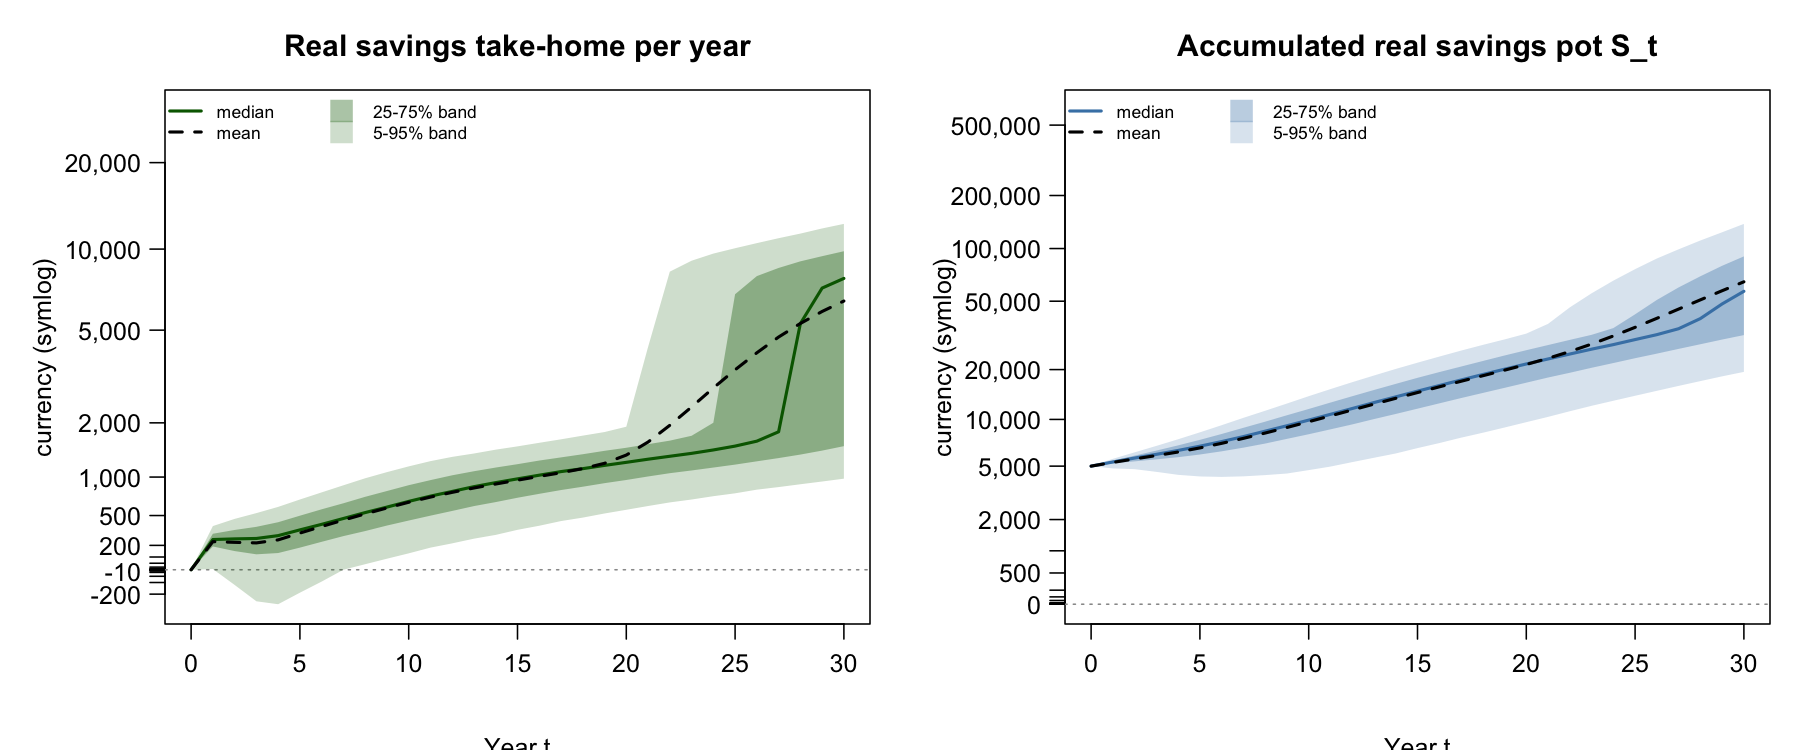 Real savings take-home per year
median
mean
25-75% band
5-95% band
currency (symlog)
20,000
10,000
5,000
2,000
1,000
500
200
-10
-200
0 5 10 15 20 25 30
Year t
Accumulated real savings pot S_t
median
mean
25-75% band
5-95% band
currency (symlog)
500,000
200,000
100,000
50,000
20,000
10,000
5,000
2,000
500
0
0 5 10 15 20 25 30
Year t